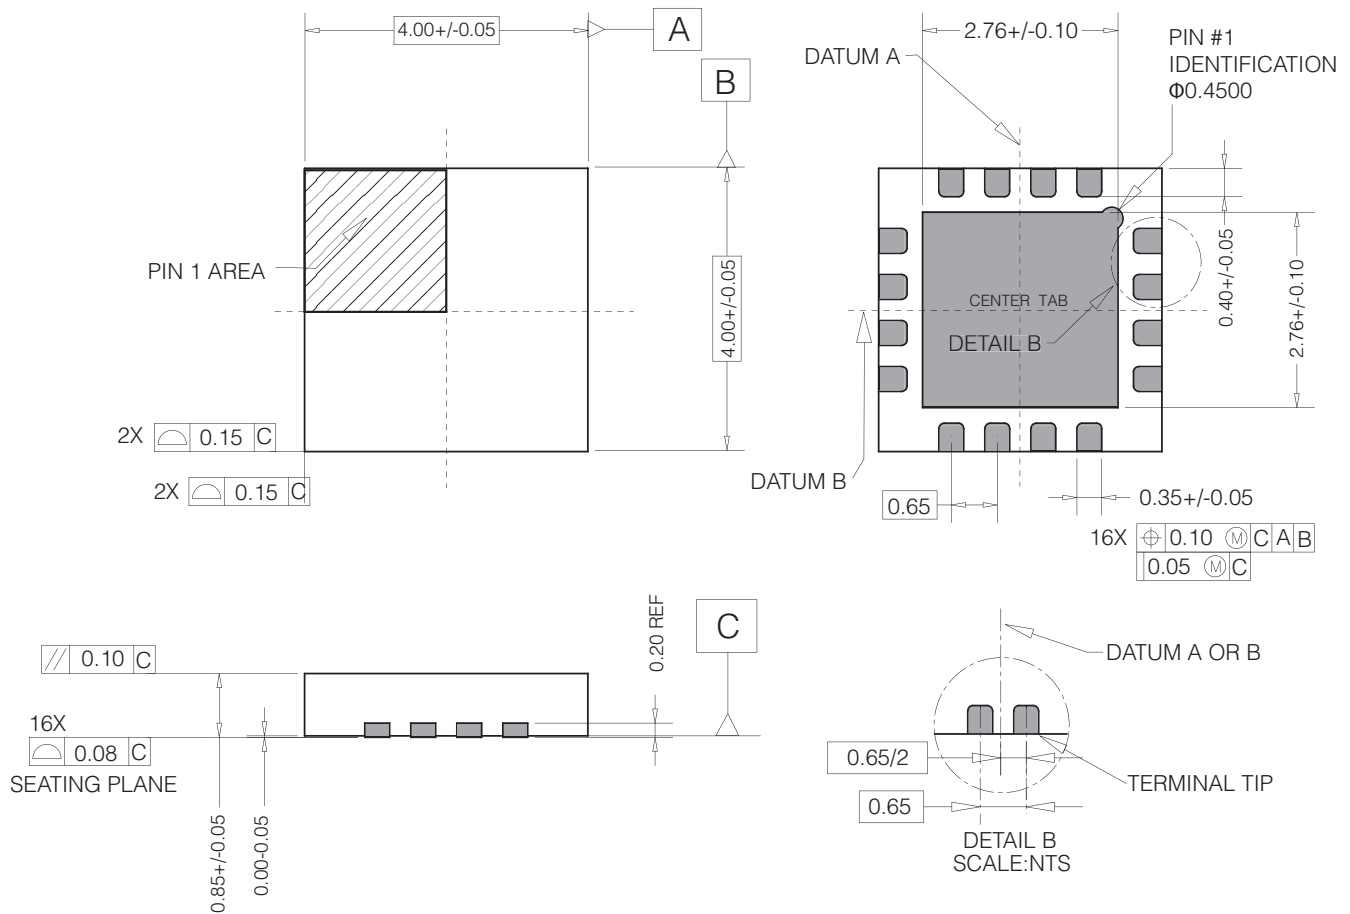 4.00+/-0.05
A
B
PIN 1 AREA
4.00+/-0.05
2X 0.15 C
2X 0.15 C
DATUM A
2.76+/-0.10
PIN #1
IDENTIFICATION
Φ0.4500
0.40+/-0.05
2.76+/-0.10
CENTER TAB
DETAIL B
DATUM B
0.65
0.35+/-0.05
16X ⌖ 0.10 Ⓜ C A B
0.05 Ⓜ C
// 0.10 C
16X
0.08 C
SEATING PLANE
0.85+/-0.05
0.00-0.05
0.20 REF
C
DATUM A OR B
0.65/2
TERMINAL TIP
0.65
DETAIL B
SCALE:NTS